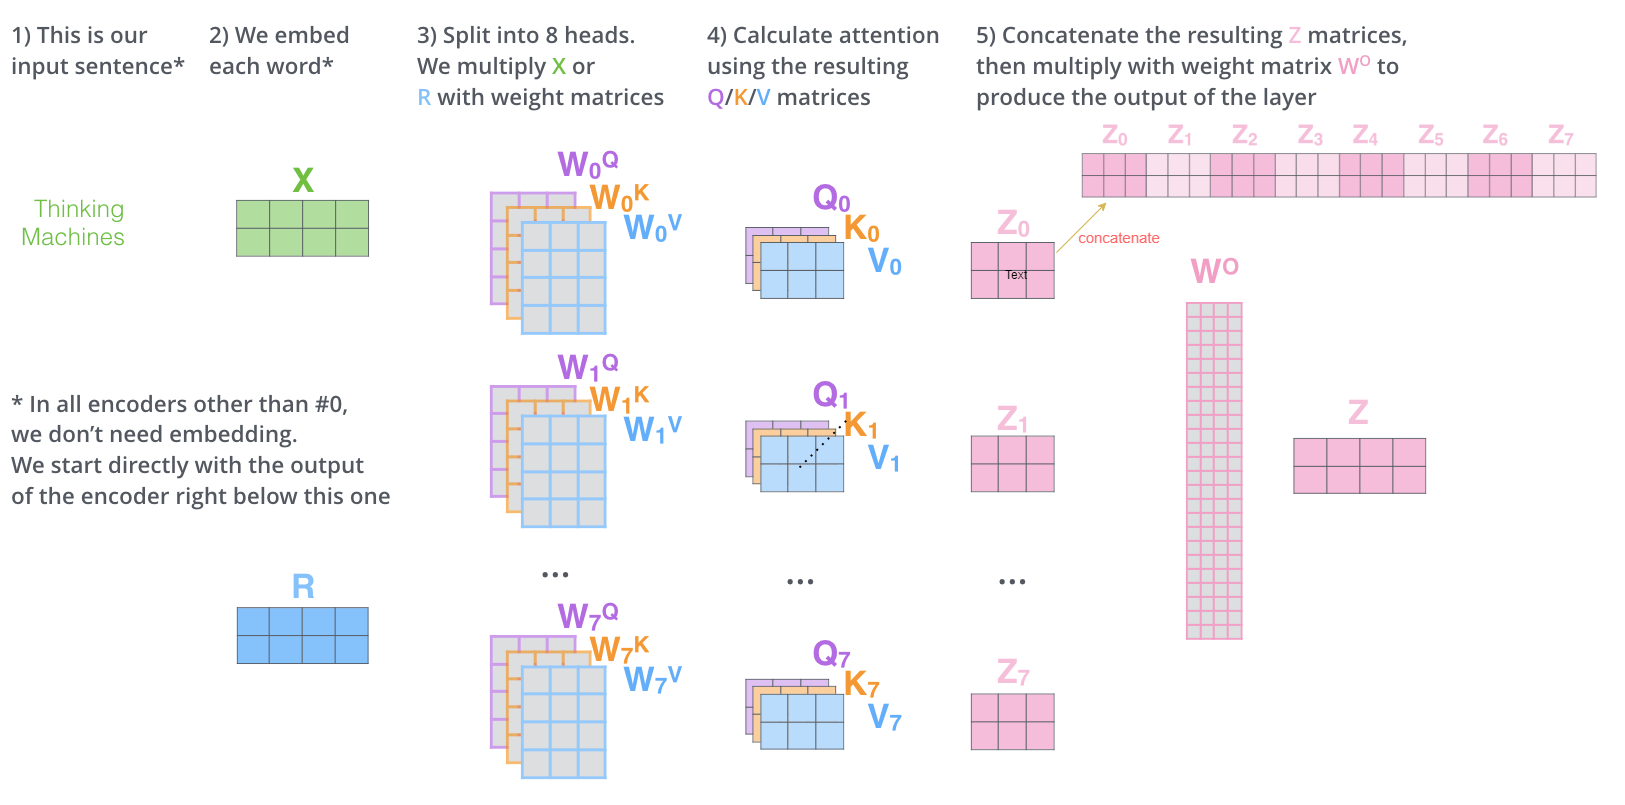 1) This is our
input sentence*
2) We embed
each word*
3) Split into 8 heads.
We multiply X or
R with weight matrices
4) Calculate attention
using the resulting
Q/K/V matrices
5) Concatenate the resulting Z matrices,
then multiply with weight matrix Wᴼ to
produce the output of the layer
Z₀ Z₁ Z₂ Z₃ Z₄ Z₅ Z₆ Z₇
Thinking
Machines
X
W₀Q
W₀K
W₀V
Q₀
K₀
V₀
Z₀
Text
concatenate
Wᴼ
W₁Q
W₁K
W₁V
Q₁
K₁
V₁
Z₁
Z
* In all encoders other than #0,
we don’t need embedding.
We start directly with the output
of the encoder right below this one
...
...
...
R
W₇Q
W₇K
W₇V
Q₇
K₇
V₇
Z₇